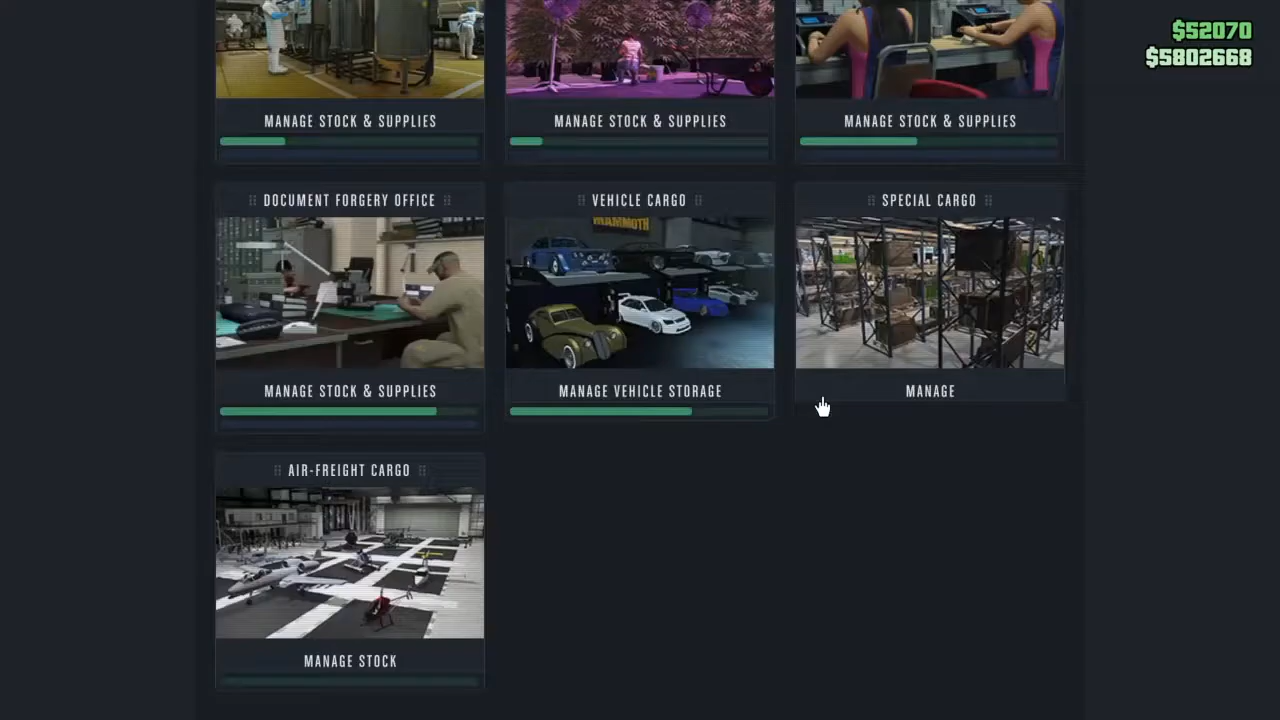 $52070
$5802668
MANAGE STOCK & SUPPLIES
MANAGE STOCK & SUPPLIES
MANAGE STOCK & SUPPLIES
DOCUMENT FORGERY OFFICE
VEHICLE CARGO
SPECIAL CARGO
MAMMOTH
MANAGE STOCK & SUPPLIES
MANAGE VEHICLE STORAGE
MANAGE
AIR-FREIGHT CARGO
MANAGE STOCK